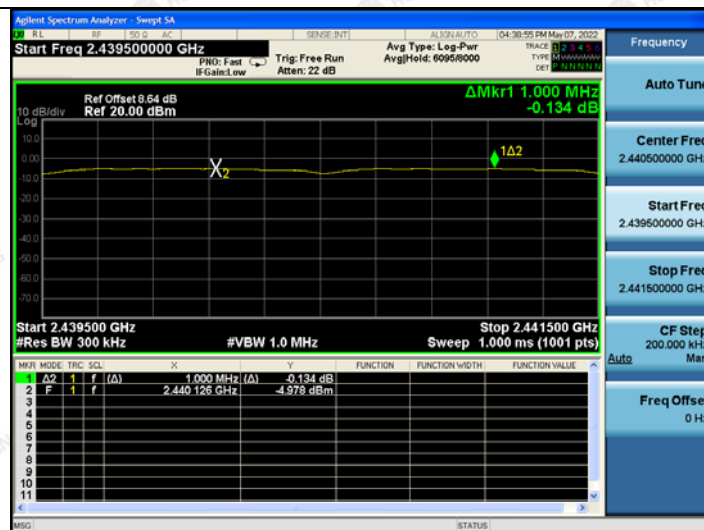 Agilent Spectrum Analyzer - Swept SA
RL RF 50 Ω AC SENSE:INT ALIGNAUTO 04:38:55 PM May 07, 2022
Start Freq 2.439500000 GHz
PNO: Fast
IFGain:Low
Trig: Free Run
Atten: 22 dB
Avg Type: Log-Pwr
Avg|Hold: 6095/8000
TRACE 1 2 3 4 5 6
TYPE M
DET P N N N N N
Ref Offset 8.64 dB
10 dB/div Ref 20.00 dBm
Log
ΔMkr1 1.000 MHz
-0.134 dB
10.0
0.00
-10.0
-20.0
-30.0
-40.0
-50.0
-60.0
-70.0
1Δ2
X2
Start 2.439500 GHz Stop 2.441500 GHz
#Res BW 300 kHz #VBW 1.0 MHz Sweep 1.000 ms (1001 pts)
MKR MODE TRC SCL X Y FUNCTION FUNCTION WIDTH FUNCTION VALUE
1 Δ2 1 f (Δ) 1.000 MHz (Δ) -0.134 dB
2 F 1 f 2.440 126 GHz -4.978 dBm
3
4
5
6
7
8
9
10
11
MSG STATUS
Frequency
Auto Tune
Center Freq
2.440500000 GHz
Start Freq
2.439500000 GHz
Stop Freq
2.441500000 GHz
CF Step
200.000 kHz
Auto Man
Freq Offset
0 Hz